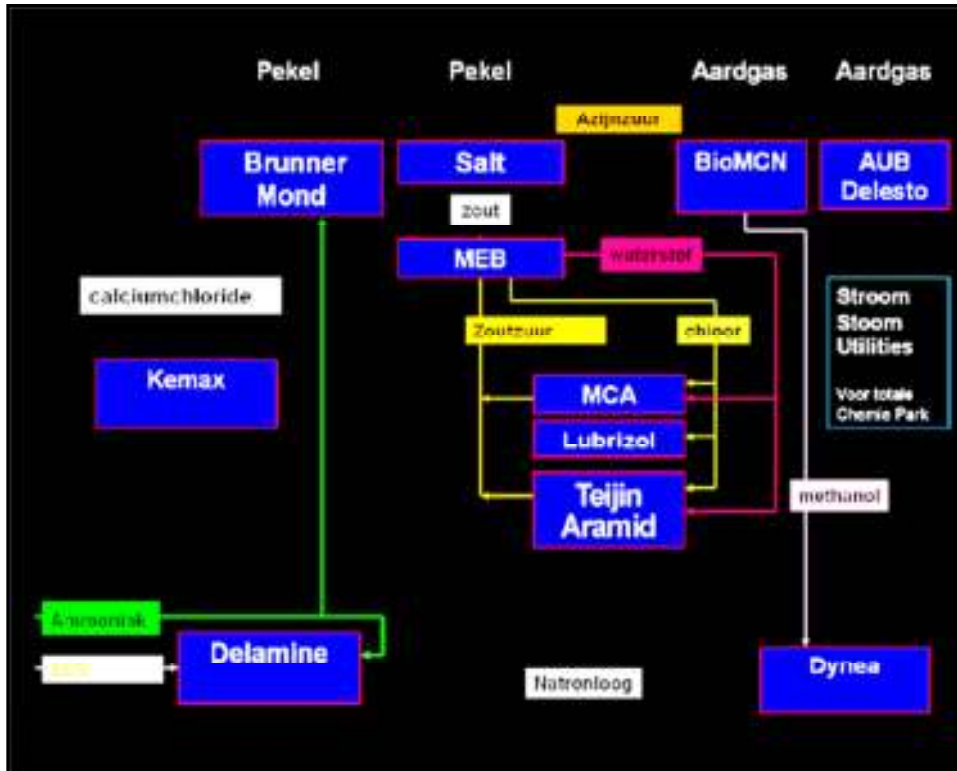 Pekel
Pekel
Aardgas
Aardgas
Azijnzuur
Brunner
Mond
Salt
BioMCN
AUB
Delesto
zout
MEB
waterstof
calciumchloride
Zoutzuur
chloor
Stroom
Stoom
Utilities
Voor totale
Chemie Park
Kemax
MCA
Lubrizol
Teijin
Aramid
methanol
Ammoniak
Delamine
Natronloog
Dynea